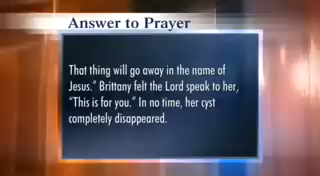 Answer to Prayer
That thing will go away in the name of
Jesus.” Brittany felt the Lord speak to her,
“This is for you.” In no time, her cyst
completely disappeared.